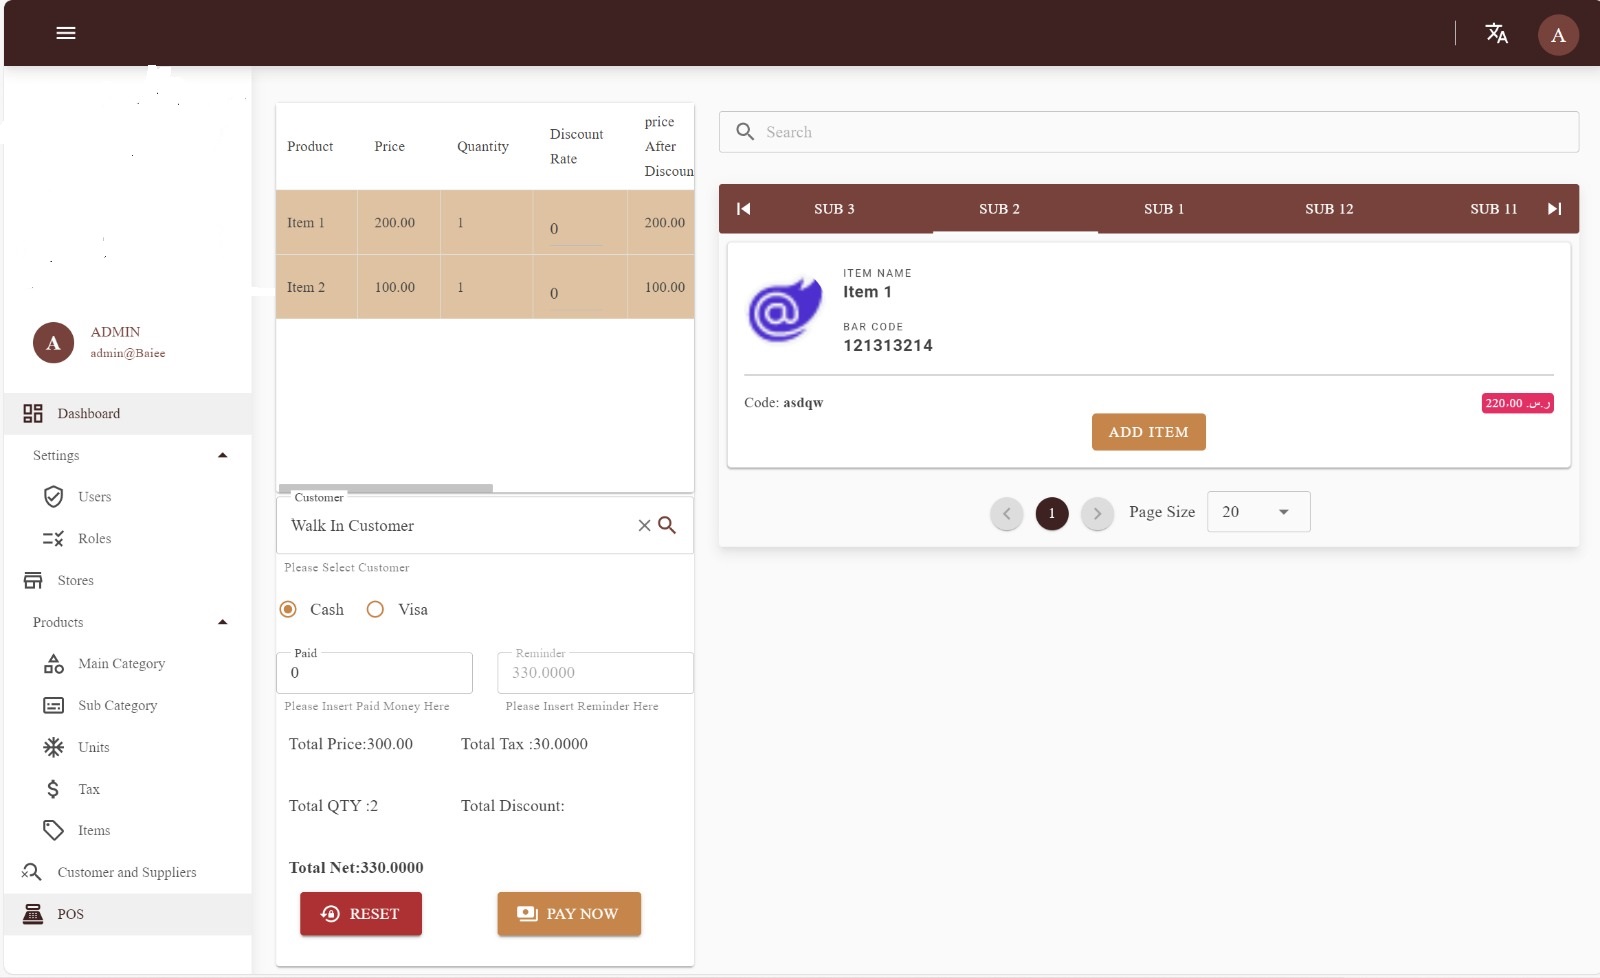 A
ADMIN
admin@Baiee
Dashboard
Settings
Users
Roles
Stores
Products
Main Category
Sub Category
Units
Tax
Items
Customer and Suppliers
POS
A
Product Price Quantity Discount Rate price After Discoun
Item 1 200.00 1 0 200.00
Item 2 100.00 1 0 100.00
Customer
Walk In Customer
Please Select Customer
Cash Visa
Paid Reminder
0 330.0000
Please Insert Paid Money Here Please Insert Reminder Here
Total Price:300.00 Total Tax :30.0000
Total QTY :2 Total Discount:
Total Net:330.0000
RESET PAY NOW
Search
SUB 3 SUB 2 SUB 1 SUB 12 SUB 11
ITEM NAME
Item 1
BAR CODE
121313214
Code: asdqw ر.س. 220،00
ADD ITEM
1 Page Size 20